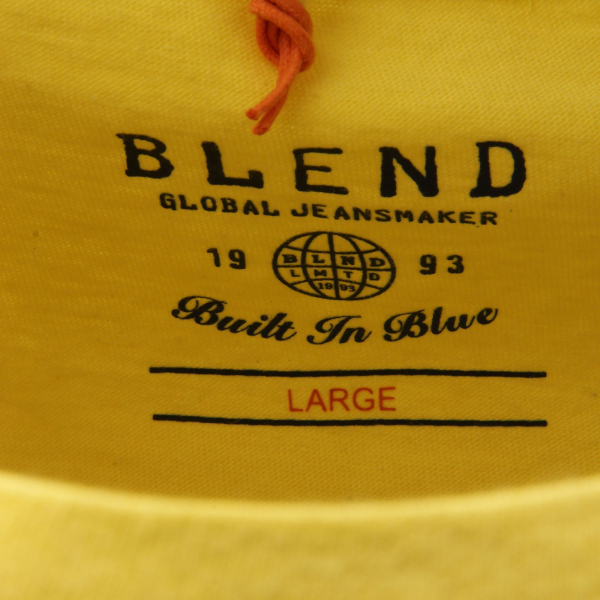 BLEND
GLOBAL JEANSMAKER
19 93
BLND
LMTD
1993
Built In Blue
LARGE